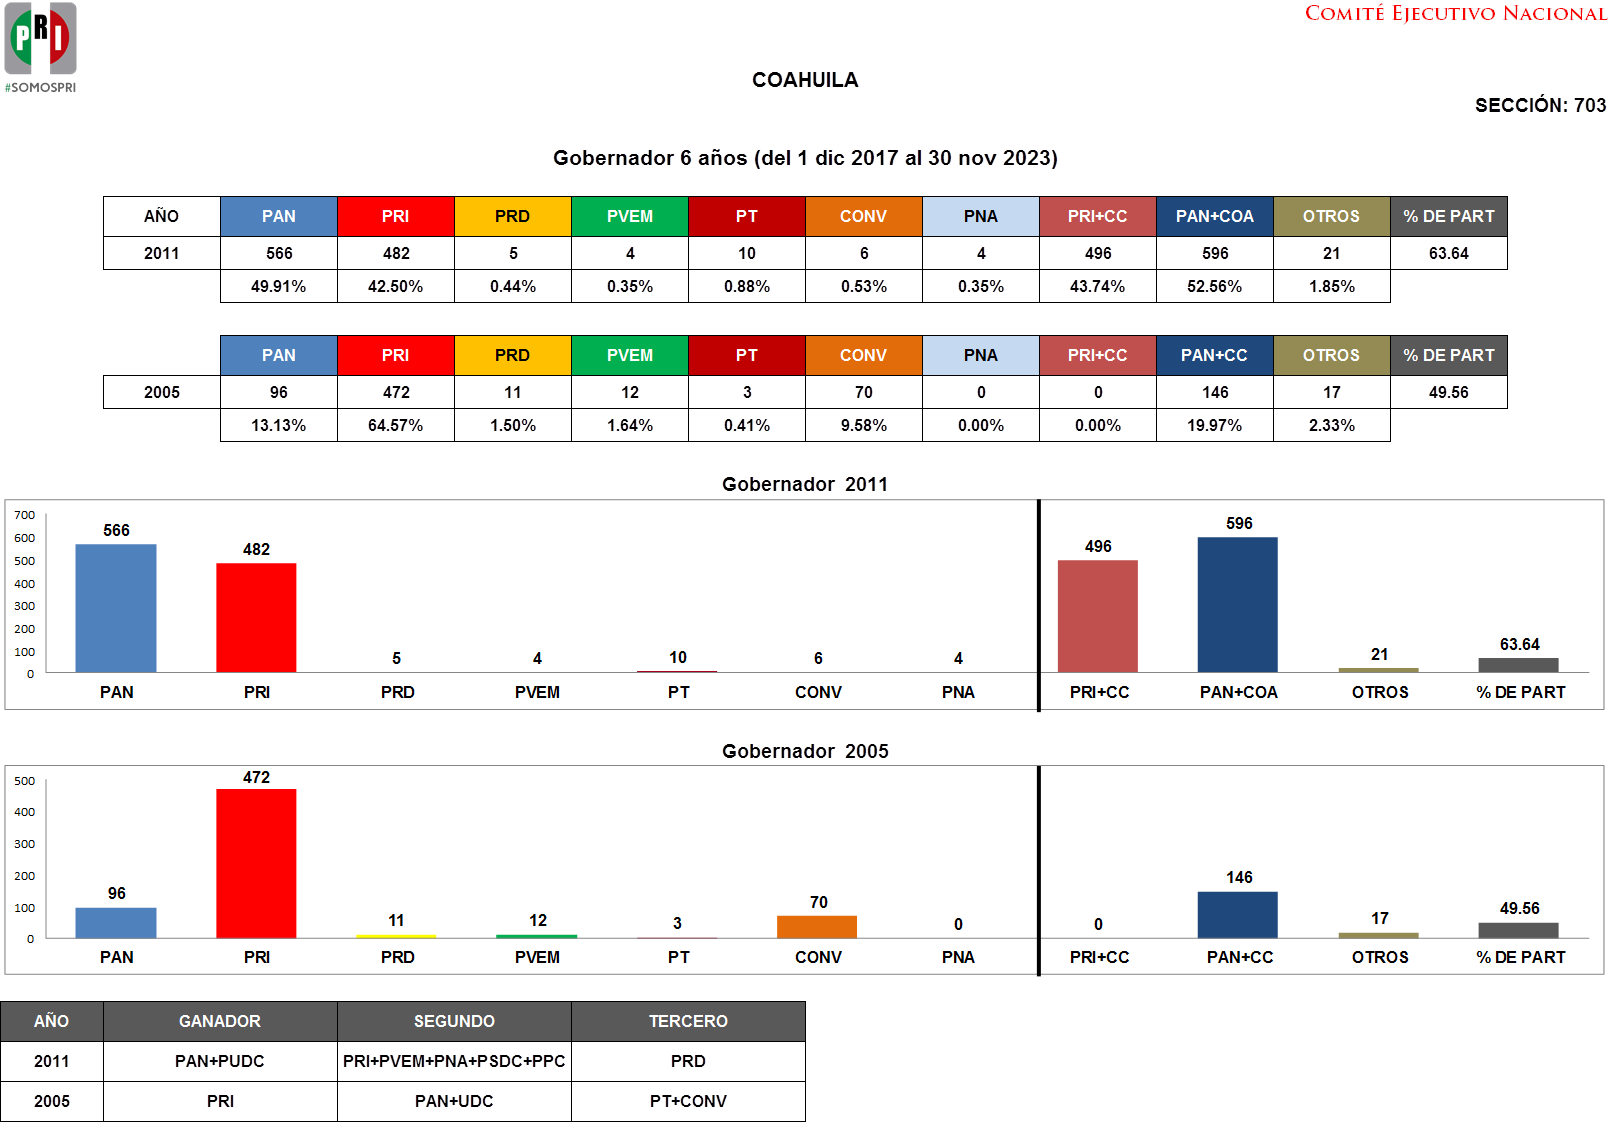 PRI
#SOMOSPRI
COMITÉ EJECUTIVO NACIONAL
COAHUILA
SECCIÓN: 703
Gobernador 6 años (del 1 dic 2017 al 30 nov 2023)
AÑO PAN PRI PRD PVEM PT CONV PNA PRI+CC PAN+COA OTROS % DE PART
2011 566 482 5 4 10 6 4 496 596 21 63.64
49.91% 42.50% 0.44% 0.35% 0.88% 0.53% 0.35% 43.74% 52.56% 1.85%
PAN PRI PRD PVEM PT CONV PNA PRI+CC PAN+CC OTROS % DE PART
2005 96 472 11 12 3 70 0 0 146 17 49.56
13.13% 64.57% 1.50% 1.64% 0.41% 9.58% 0.00% 0.00% 19.97% 2.33%
Gobernador 2011
700
600
500
400
300
200
100
0
566 482 5 4 10 6 4 496 596 21 63.64
PAN PRI PRD PVEM PT CONV PNA PRI+CC PAN+COA OTROS % DE PART
Gobernador 2005
500
400
300
200
100
0
96 472 11 12 3 70 0 0 146 17 49.56
PAN PRI PRD PVEM PT CONV PNA PRI+CC PAN+CC OTROS % DE PART
AÑO GANADOR SEGUNDO TERCERO
2011 PAN+PUDC PRI+PVEM+PNA+PSDC+PPC PRD
2005 PRI PAN+UDC PT+CONV